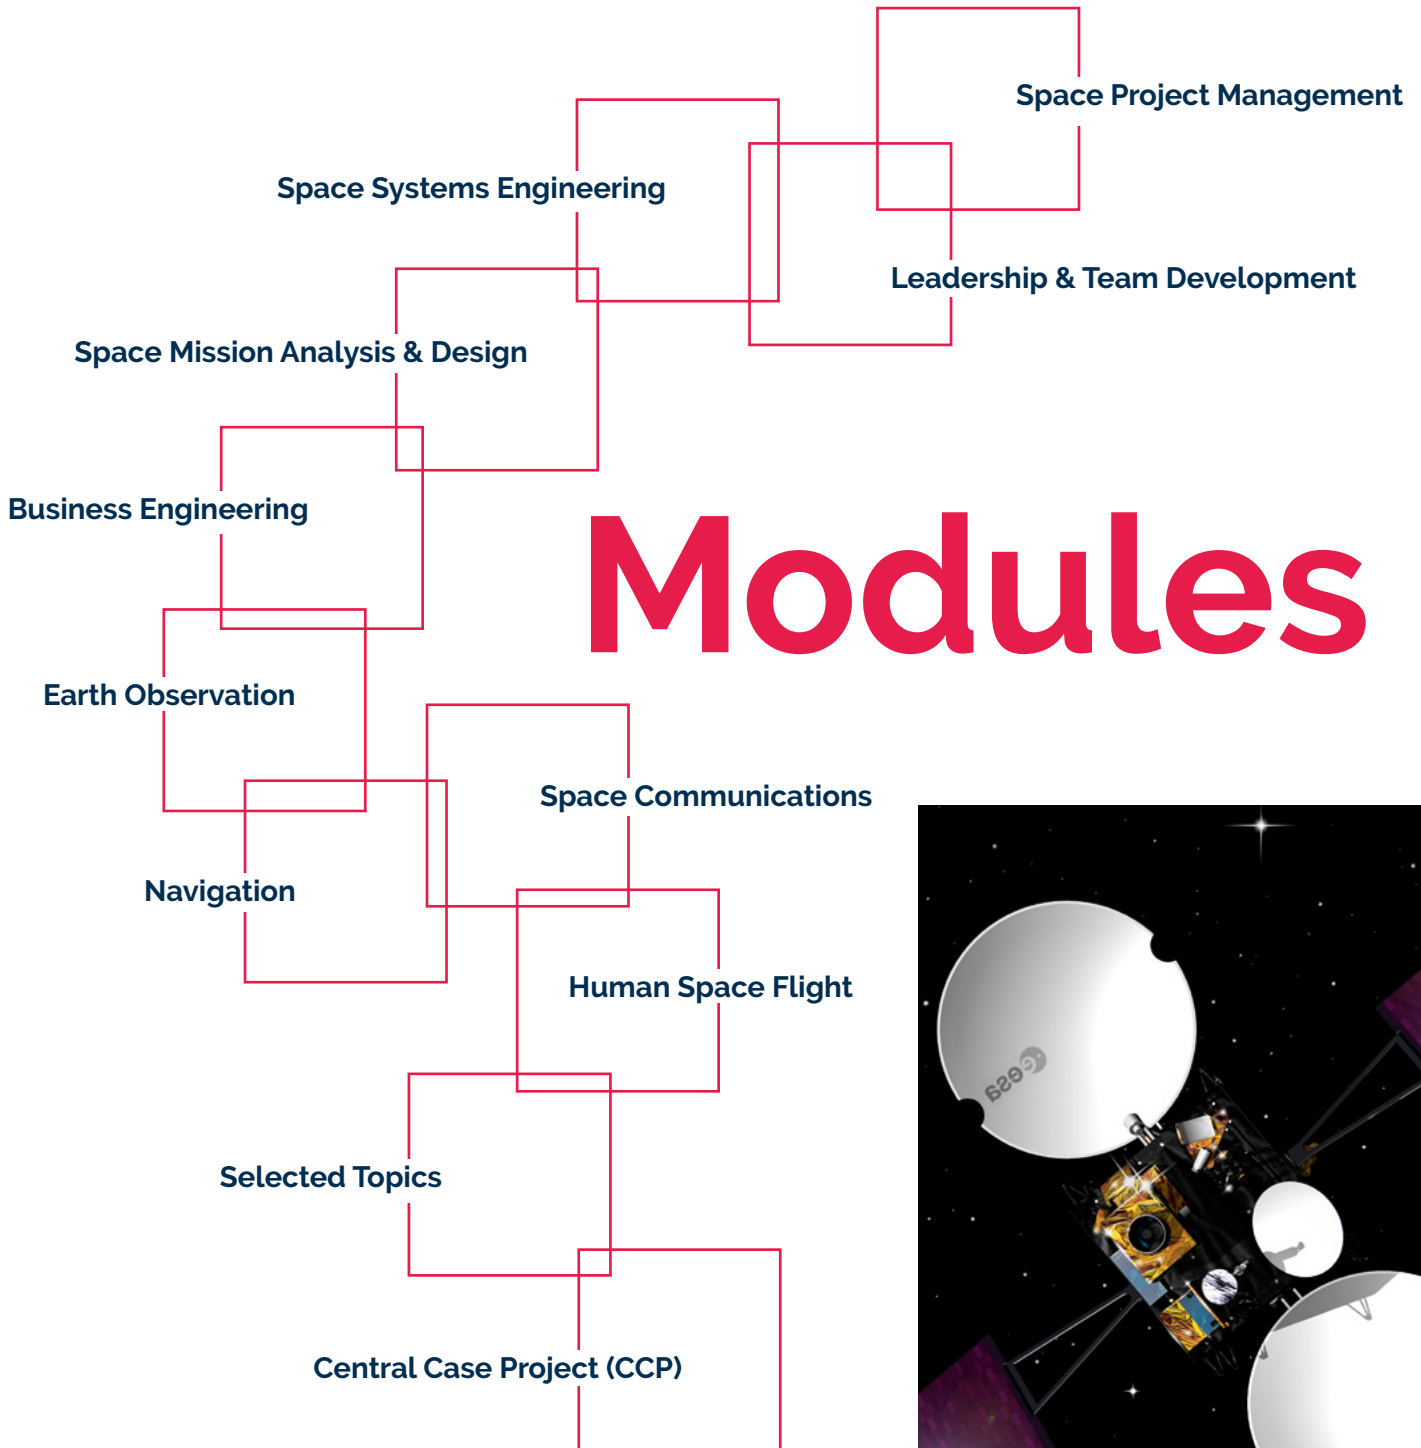 Space Project Management
Space Systems Engineering
Leadership & Team Development
Space Mission Analysis & Design
Business Engineering
Modules
Earth Observation
Space Communications
Navigation
Human Space Flight
esa
Selected Topics
Central Case Project (CCP)